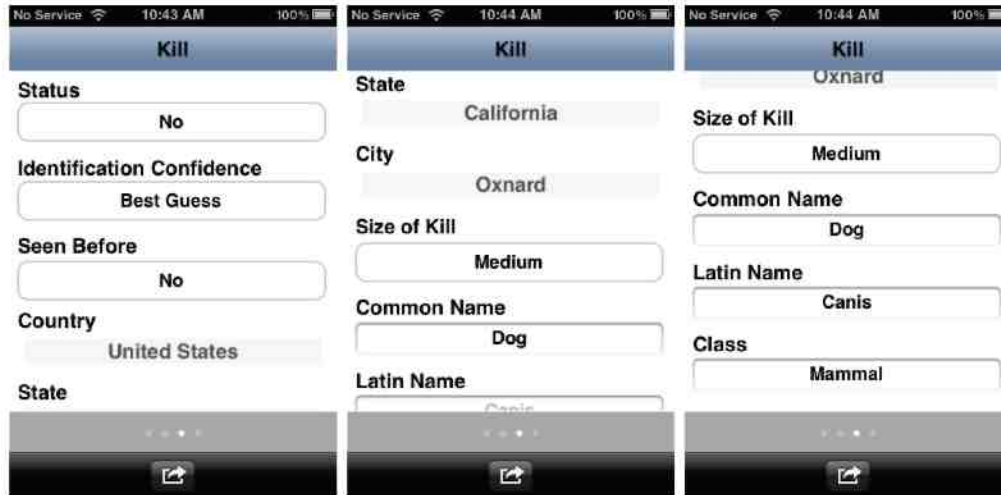 No Service 10:43 AM 100%
Kill
Status
No
Identification Confidence
Best Guess
Seen Before
No
Country
United States
State
No Service 10:44 AM 100%
Kill
State
California
City
Oxnard
Size of Kill
Medium
Common Name
Dog
Latin Name
Canis
No Service 10:44 AM 100%
Kill
Oxnard
Size of Kill
Medium
Common Name
Dog
Latin Name
Canis
Class
Mammal